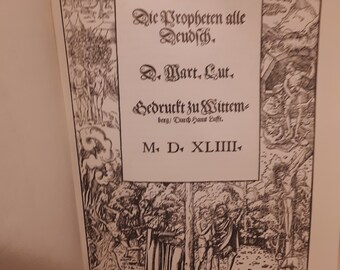 Die Propheten alle
Deudsch.
D. Mart. Lut.
Gedruckt zu Wittem-
berg / Durch Hans Lufft.
M. D. XLIIII.